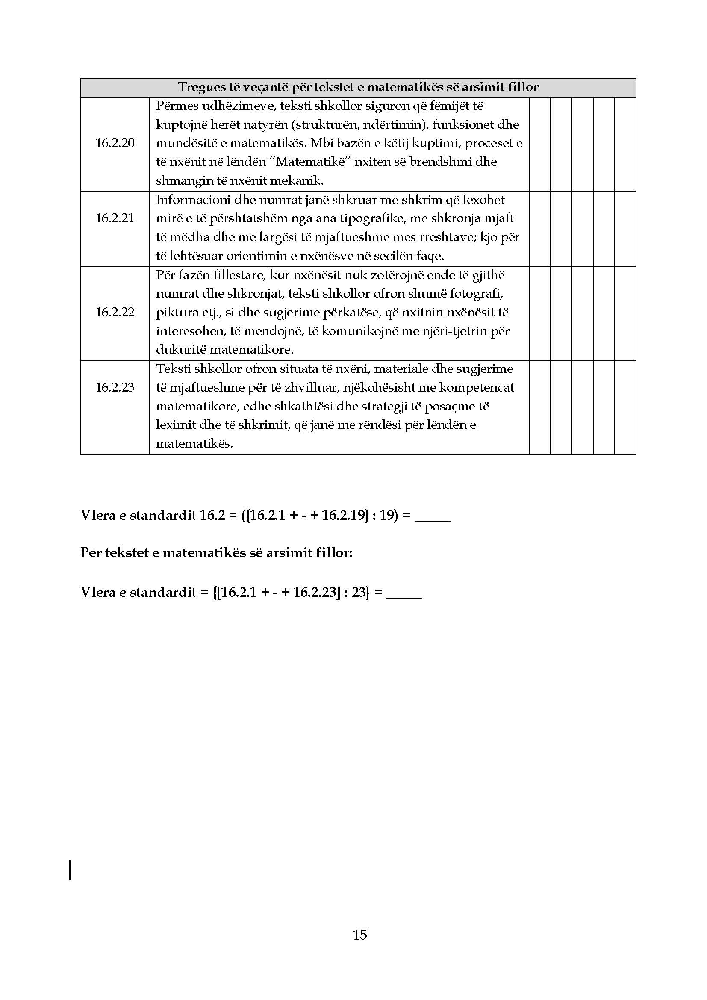 Tregues të veçantë për tekstet e matematikës së arsimit fillor
16.2.20
Përmes udhëzimeve, teksti shkollor siguron që fëmijët të
kuptojnë herët natyrën (strukturën, ndërtimin), funksionet dhe
mundësitë e matematikës. Mbi bazën e këtij kuptimi, proceset e
të nxënit në lëndën “Matematikë” nxiten së brendshmi dhe
shmangin të nxënit mekanik.
16.2.21
Informacioni dhe numrat janë shkruar me shkrim që lexohet
mirë e të përshtatshëm nga ana tipografike, me shkronja mjaft
të mëdha dhe me largësi të mjaftueshme mes rreshtave; kjo për
të lehtësuar orientimin e nxënësve në secilën faqe.
16.2.22
Për fazën fillestare, kur nxënësit nuk zotërojnë ende të gjithë
numrat dhe shkronjat, teksti shkollor ofron shumë fotografi,
piktura etj., si dhe sugjerime përkatëse, që nxitnin nxënësit të
interesohen, të mendojnë, të komunikojnë me njëri-tjetrin për
dukuritë matematikore.
16.2.23
Teksti shkollor ofron situata të nxëni, materiale dhe sugjerime
të mjaftueshme për të zhvilluar, njëkohësisht me kompetencat
matematikore, edhe shkathtësi dhe strategji të posaçme të
leximit dhe të shkrimit, që janë me rëndësi për lëndën e
matematikës.
Vlera e standardit 16.2 = ({16.2.1 + - + 16.2.19} : 19) = _____
Për tekstet e matematikës së arsimit fillor:
Vlera e standardit = {[16.2.1 + - + 16.2.23] : 23} = _____
15